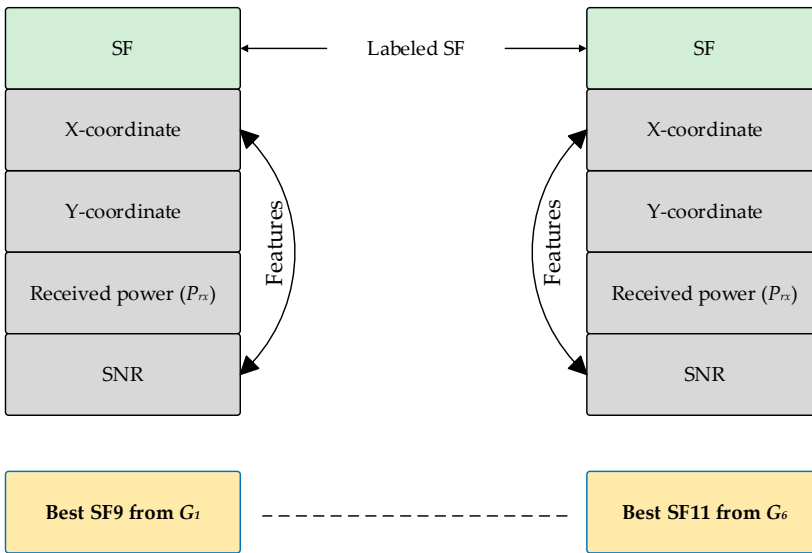 SF
Labeled SF
SF
X-coordinate
X-coordinate
Y-coordinate
Features
Features
Y-coordinate
Received power (Prx)
Received power (Prx)
SNR
SNR
Best SF9 from G1
Best SF11 from G6